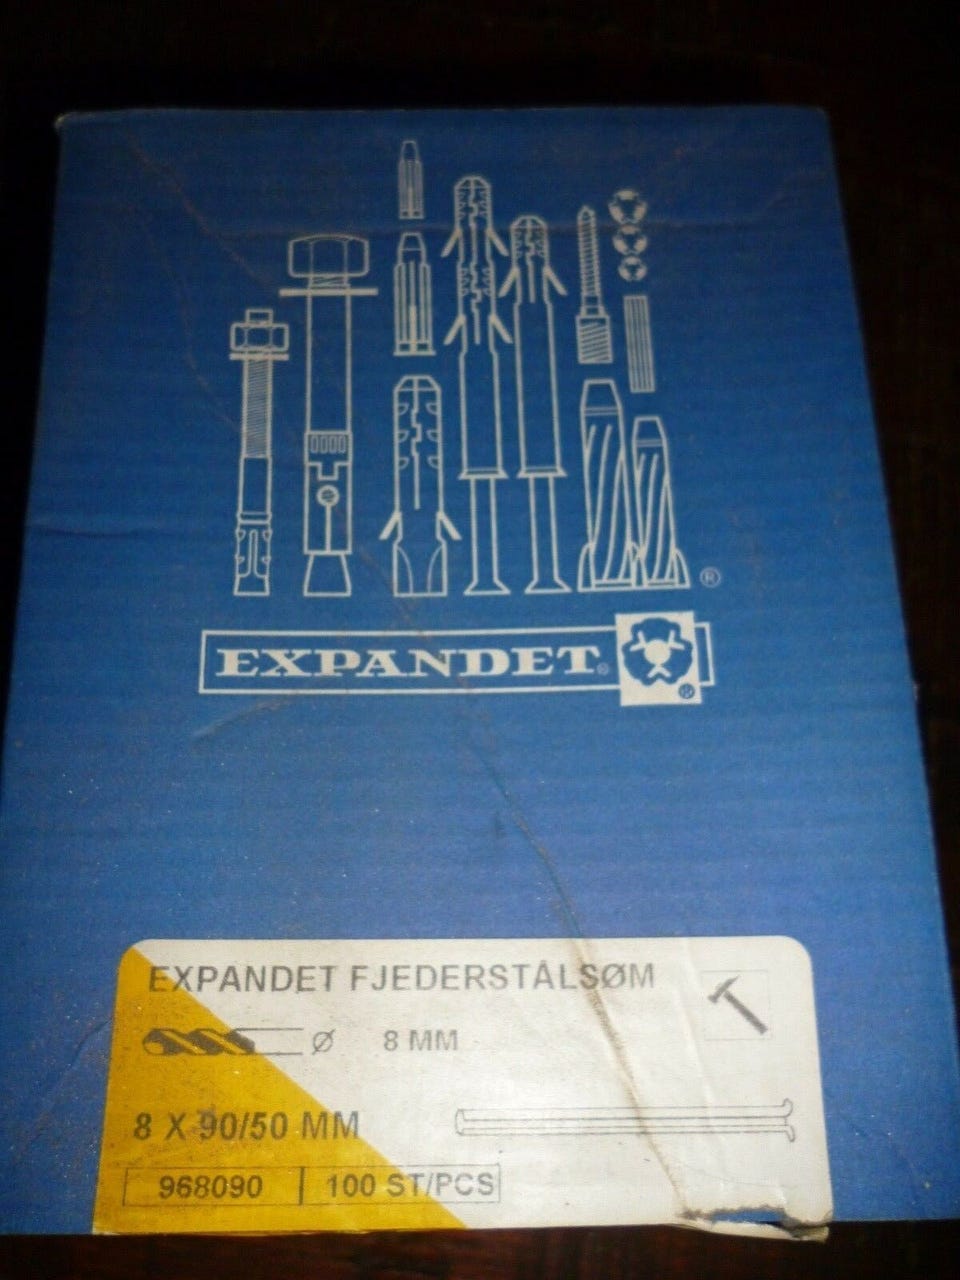 ®
EXPANDET®
®
EXPANDET FJEDERSTÅLSØM
Ø 8 MM
8 X 90/50 MM
968090 100 ST/PCS